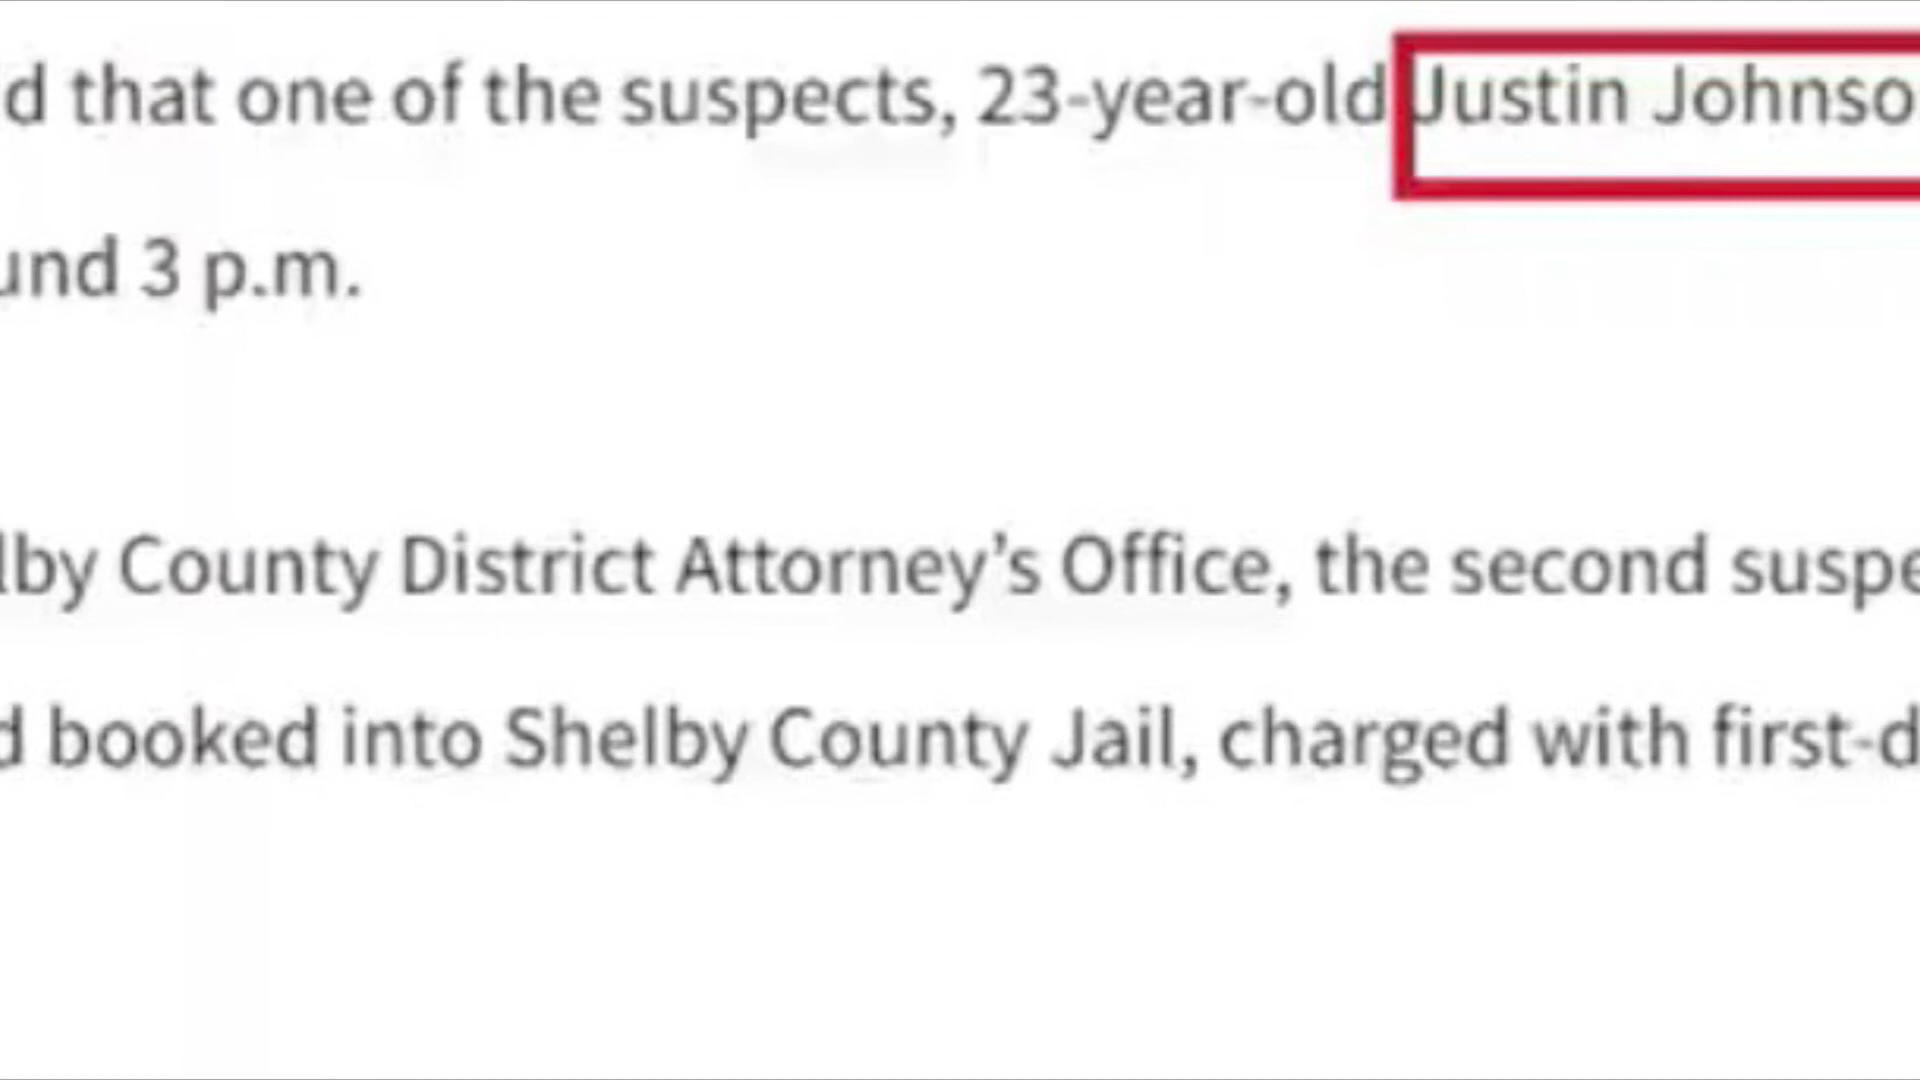 d that one of the suspects, 23-year-old Justin Johnso
und 3 p.m.
lby County District Attorney’s Office, the second suspe
d booked into Shelby County Jail, charged with first-d